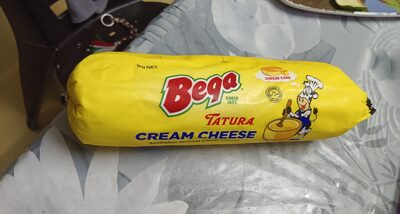 1kg NET
Bega
SINCE 1899
CHEESE CAKE
TATURA
CREAM CHEESE